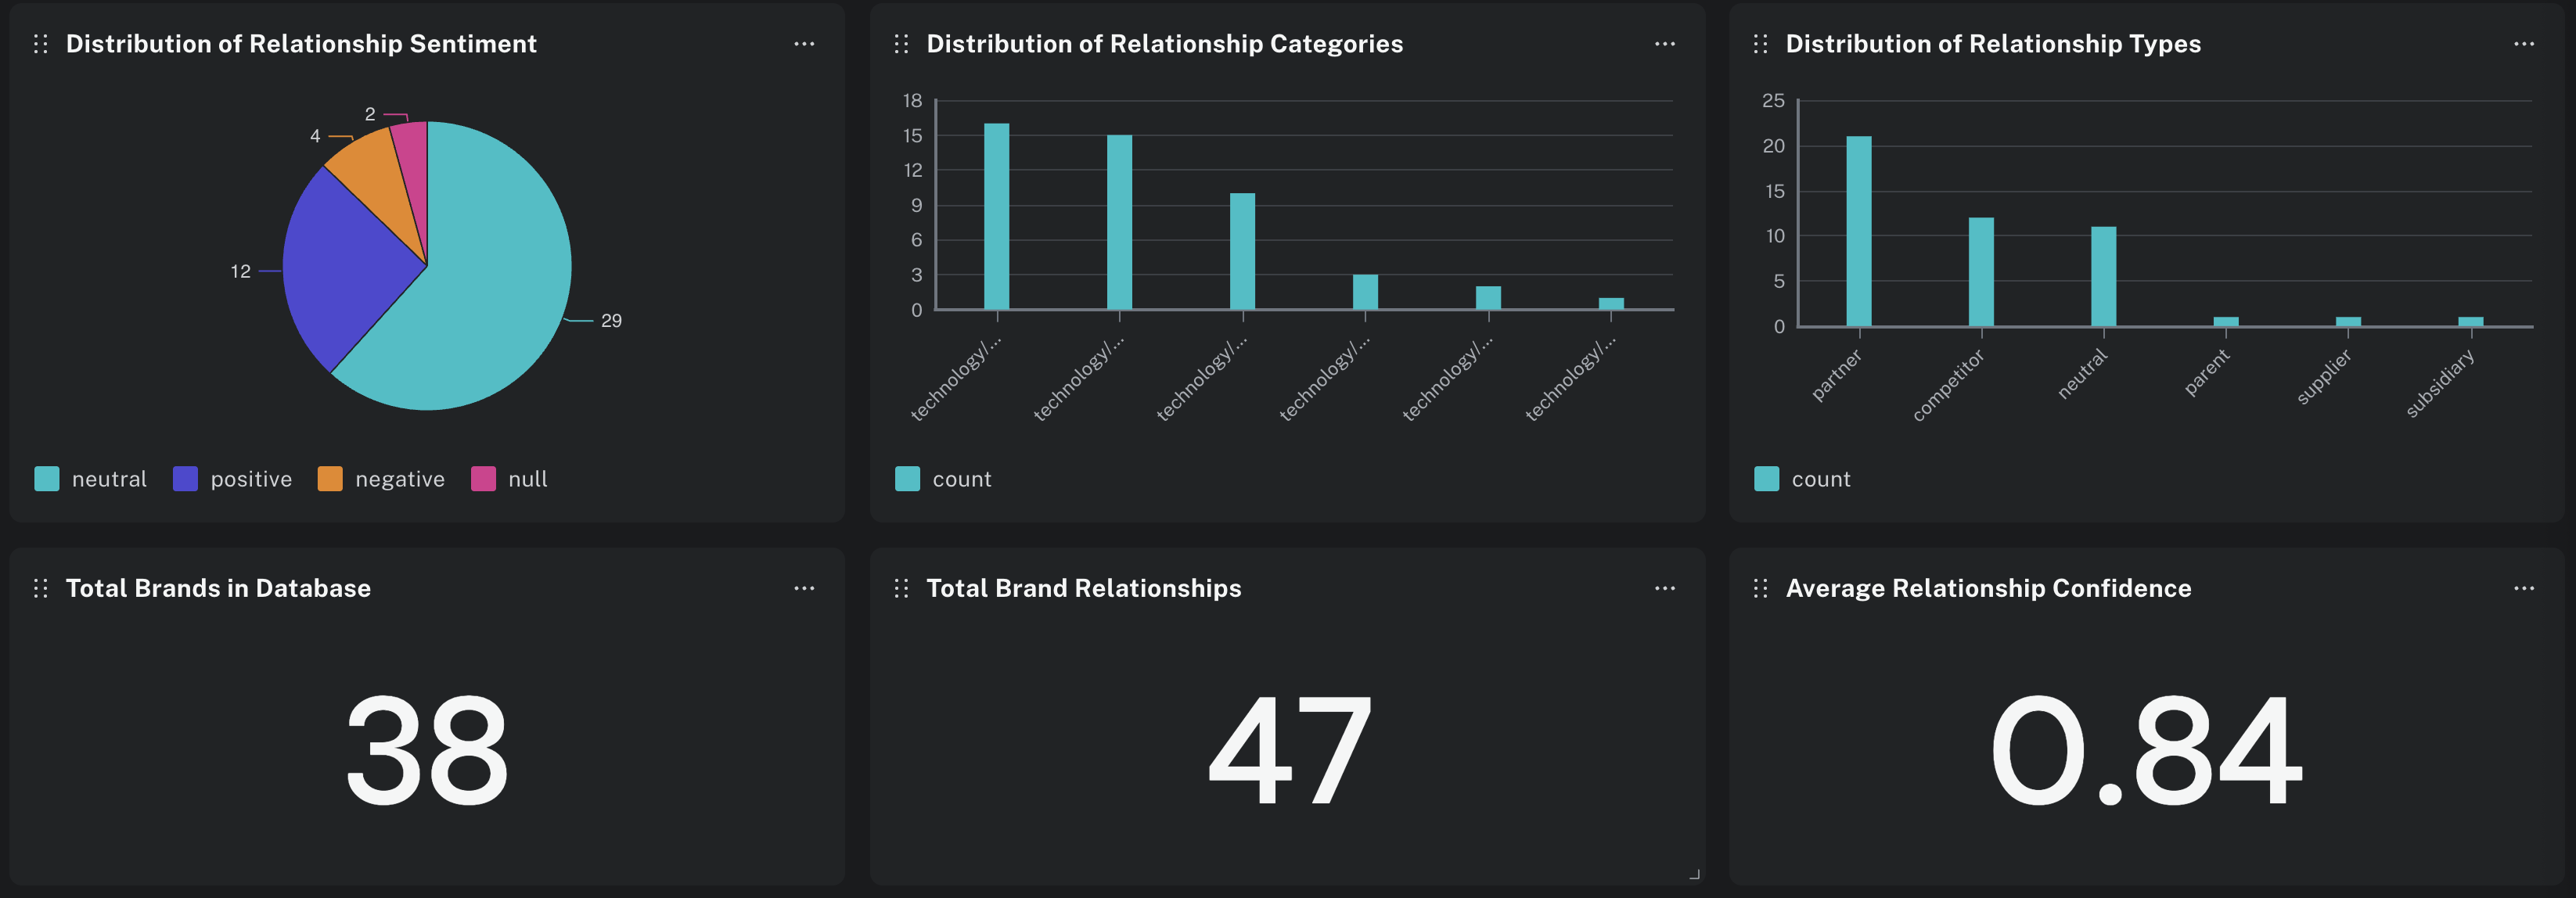 Distribution of Relationship Sentiment
2
4
12
29
neutral
positive
negative
null
Distribution of Relationship Categories
18
15
12
9
6
3
0
technology/...
technology/...
technology/...
technology/...
technology/...
technology/...
count
Distribution of Relationship Types
25
20
15
10
5
0
partner
competitor
neutral
parent
supplier
subsidiary
count
Total Brands in Database
38
Total Brand Relationships
47
Average Relationship Confidence
0.84